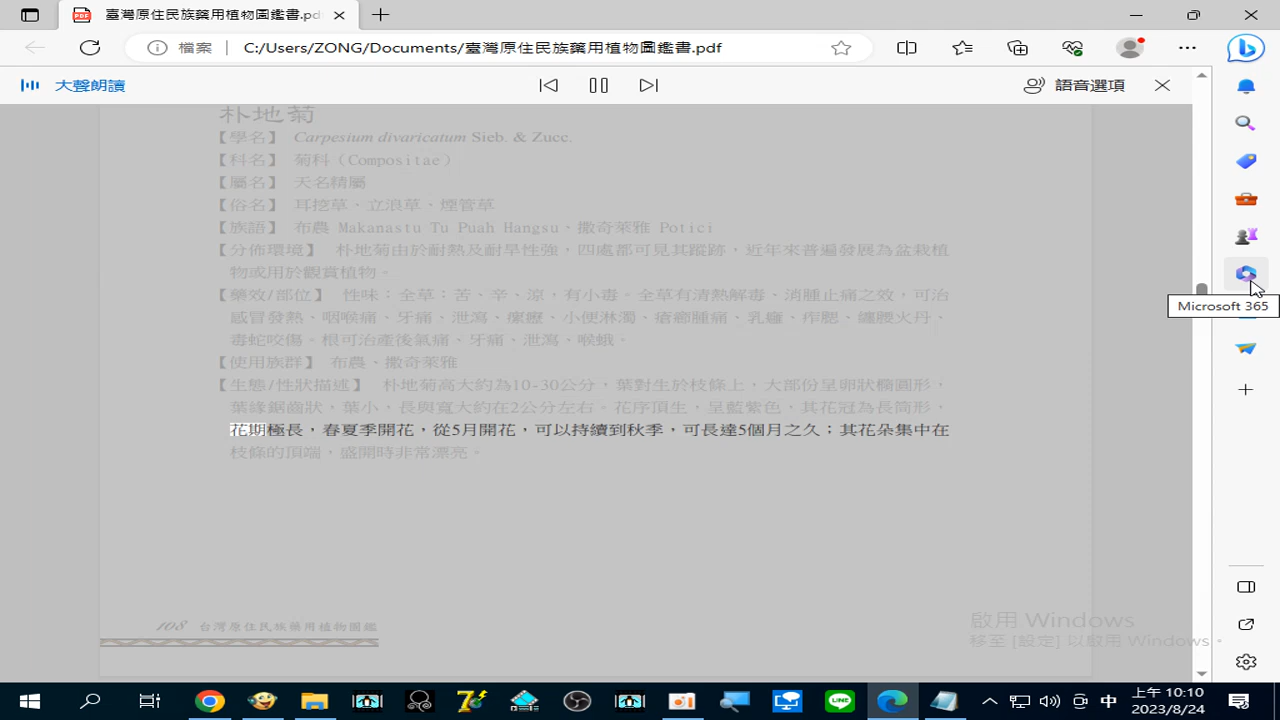 臺灣原住民族藥用植物圖鑑書.pd
檔案
C:/Users/ZONG/Documents/臺灣原住民族藥用植物圖鑑書.pdf
大聲朗讀
語音選項
朴地菊
【學名】 Carpesium divaricatum Sieb. & Zucc.
【科名】 菊科（Compositae）
【屬名】 天名精屬
【俗名】 耳挖草、立浪草、煙管草
【族語】 布農 Makanastu Tu Puah Hangsu、撒奇萊雅 Potici
【分佈環境】 朴地菊由於耐熱及耐旱性強，四處都可見其蹤跡，近年來普遍發展為盆栽植
物或用於觀賞植物。
【藥效/部位】 性味：全草：苦、辛、涼，有小毒。全草有清熱解毒、消腫止痛之效，可治
感冒發熱、咽喉痛、牙痛、泄瀉、瘰癧、小便淋濁、瘡癤腫痛、乳癰、痄腮、纏腰火丹、
毒蛇咬傷。根可治產後氣痛、牙痛、泄瀉、喉蛾。
【使用族群】 布農、撒奇萊雅
【生態/性狀描述】 朴地菊高大約為10-30公分，葉對生於枝條上，大部份呈卵狀橢圓形，
葉緣鋸齒狀，葉小，長與寬大約在2公分左右。花序頂生，呈藍紫色，其花冠為長筒形，
花期極長，春夏季開花，從5月開花，可以持續到秋季，可長達5個月之久；其花朵集中在
枝條的頂端，盛開時非常漂亮。
108 台灣原住民族藥用植物圖鑑
Microsoft 365
啟用 Windows
移至 [設定] 以啟用 Windows。
中
上午 10:10
2023/8/24